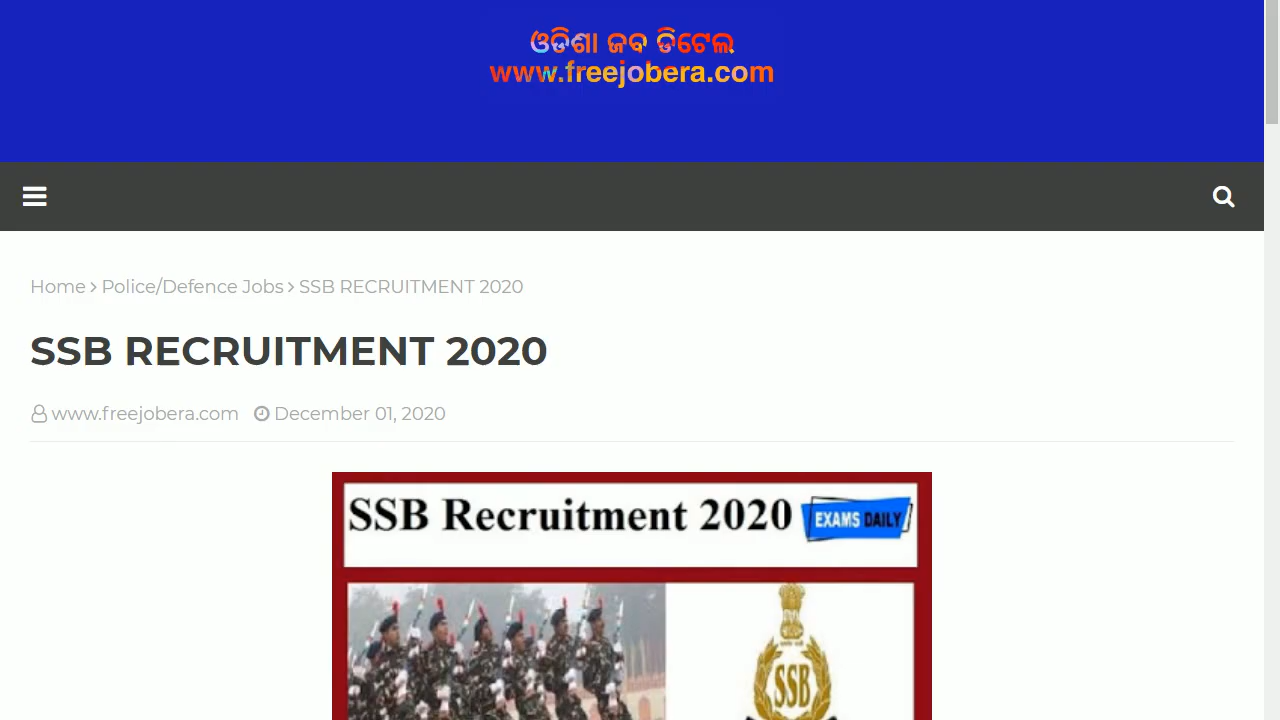 ଓଡିଶା ଜବ ଡିଟେଲ
www.freejobera.com
Home > Police/Defence Jobs > SSB RECRUITMENT 2020
SSB RECRUITMENT 2020
www.freejobera.com December 01, 2020
SSB Recruitment 2020 EXAMS DAILY
SSB